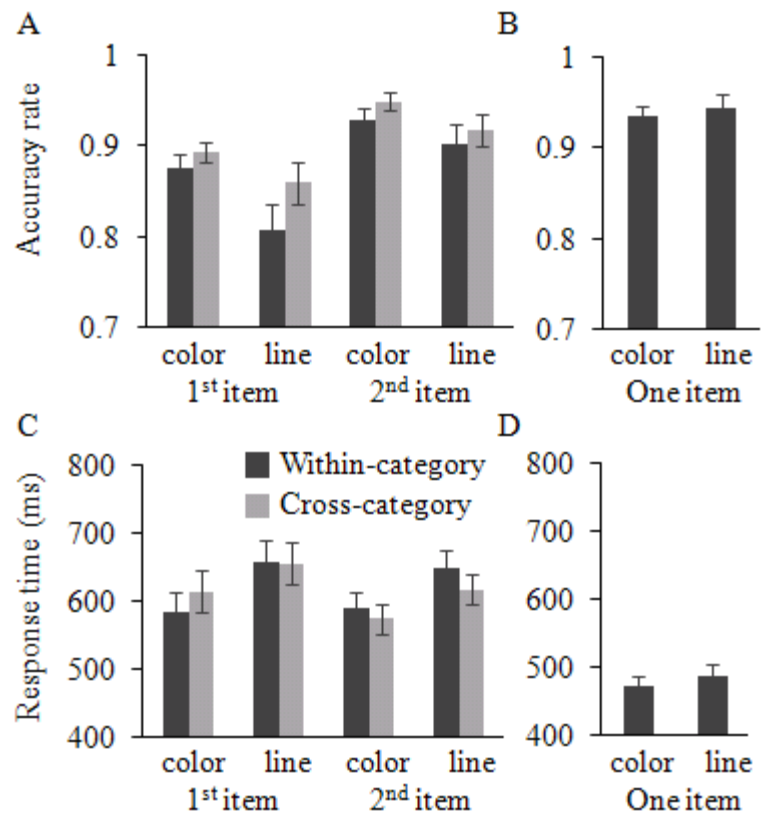 A
B
Accuracy rate
1
0.9
0.8
0.7
color line color line
1st item 2nd item
1
0.9
0.8
0.7
color line
One item
C
D
Response time (ms)
800
700
600
500
400
Within-category
Cross-category
color line color line
1st item 2nd item
800
700
600
500
400
color line
One item